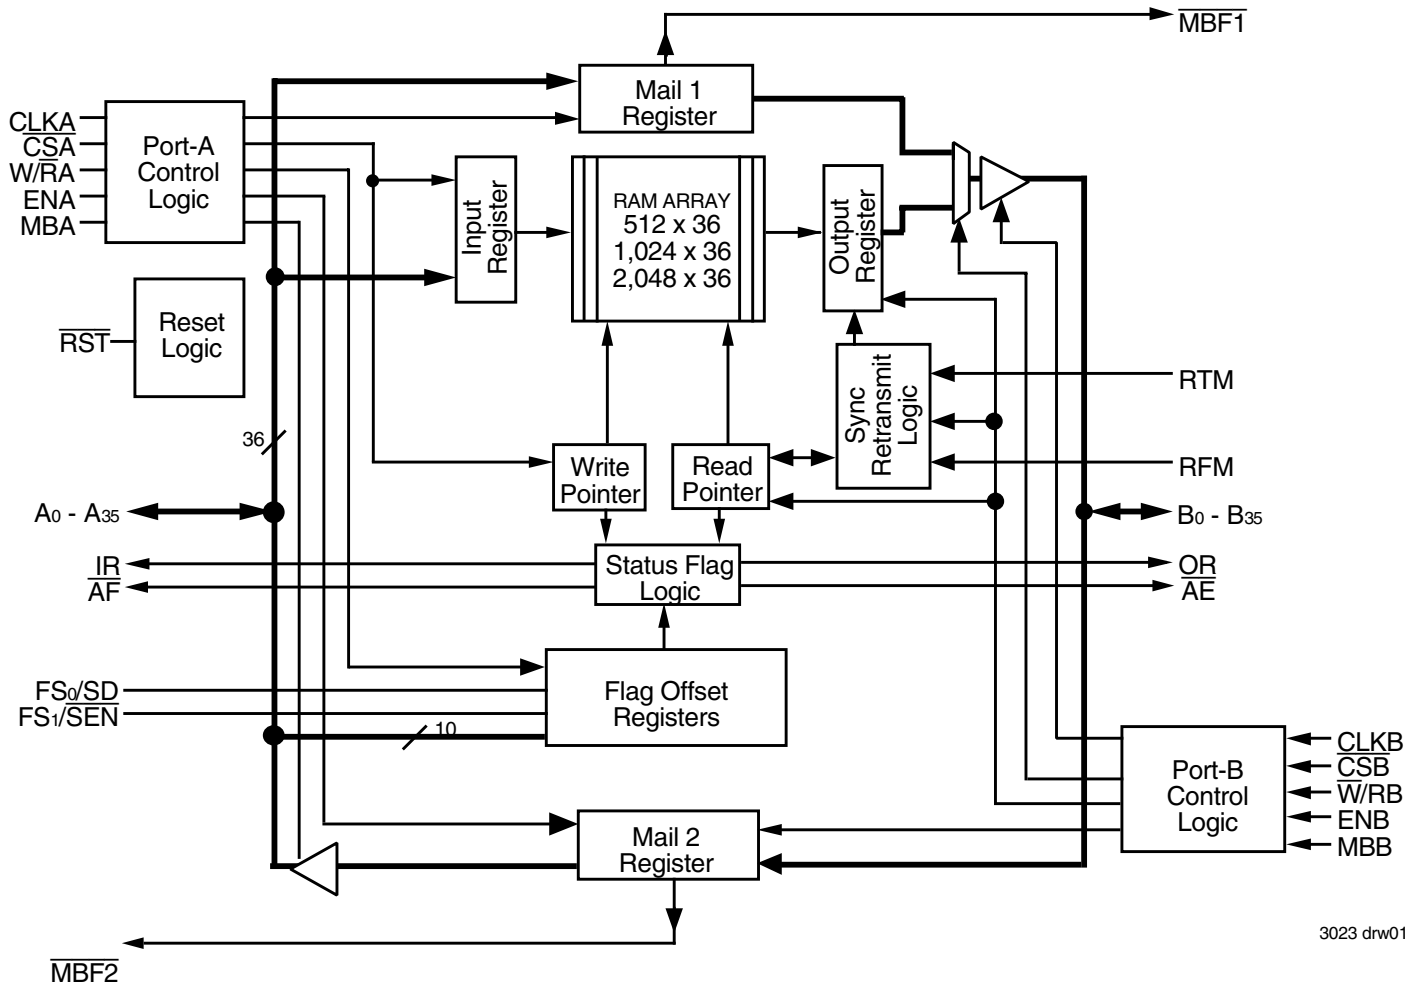 MBF1
Mail 1
Register
CLKA
CSA
W/RA
ENA
MBA
Port-A
Control
Logic
Input
Register
RAM ARRAY
512 x 36
1,024 x 36
2,048 x 36
Output
Register
RST
Reset
Logic
Sync
Retransmit
Logic
RTM
RFM
36
Write
Pointer
Read
Pointer
A0 - A35
B0 - B35
IR
AF
Status Flag
Logic
OR
AE
FS0/SD
FS1/SEN
Flag Offset
Registers
10
Port-B
Control
Logic
CLKB
CSB
W/RB
ENB
MBB
Mail 2
Register
MBF2
3023 drw01